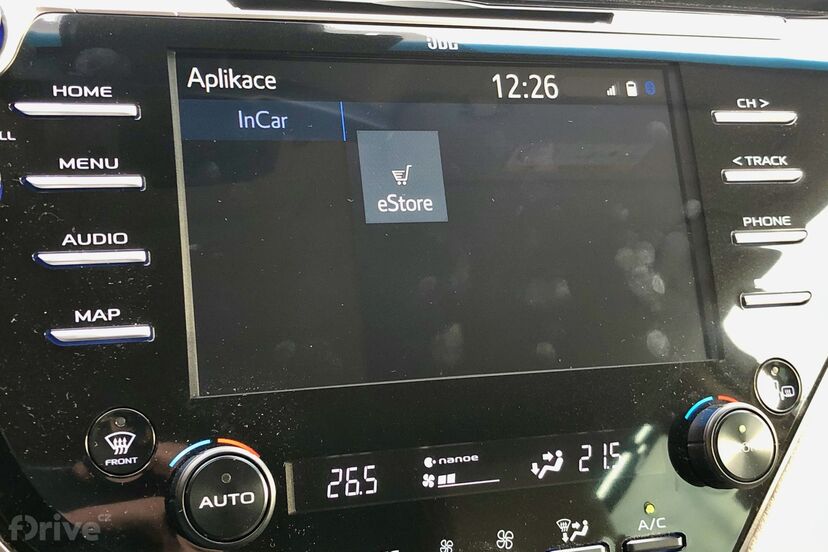 JBL
Aplikace 12:26
InCar
eStore
HOME
MENU
AUDIO
MAP
CH >
< TRACK
PHONE
FRONT
AUTO
26.5
nanoe
21.5
A/C
fDrive.cz